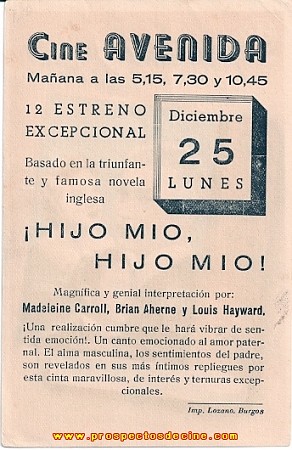 Cine AVENIDA
Mañana a las 5,15, 7,30 y 10,45
12 ESTRENO
EXCEPCIONAL
Basado en la triunfan-
te y famosa novela
inglesa
Diciembre
25
LUNES
¡HIJO MIO,
HIJO MIO!
Magnífica y genial interpretación por:
Madeleine Carroll, Brian Aherne y Louis Hayward.
¡Una realización cumbre que le hará vibrar de sen-
tida emoción!. Un canto emocionado al amor pater-
nal. El alma masculina, los sentimientos del padre,
son revelados en sus más íntimos repliegues por
esta cinta maravillosa, de interés y ternuras excep-
cionales.
Imp. Lozano. Burgos
www.prospectosdecine.com